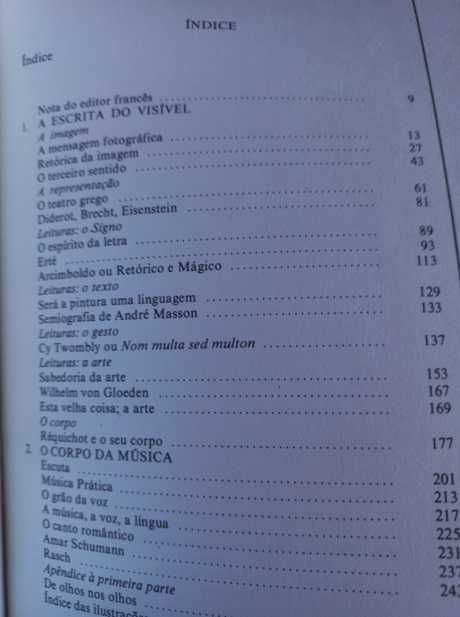 ÍNDICE
Índice
Nota do editor francês ........ 9
1. A ESCRITA DO VISÍVEL
A imagem
A mensagem fotográfica ........ 13
Retórica da imagem ........ 27
O terceiro sentido ........ 43
A representação
O teatro grego ........ 61
Diderot, Brecht, Eisenstein ........ 81
Leituras: o Signo
O espírito da letra ........ 89
Erté ........ 93
Arcimboldo ou Retórico e Mágico ........ 113
Leituras: o texto
Será a pintura uma linguagem ........ 129
Semiografia de André Masson ........ 133
Leituras: o gesto
Cy Twombly ou Nom multa sed multon ........ 137
Leituras: a arte
Sabedoria da arte ........ 153
Wilhelm von Gloeden ........ 167
Esta velha coisa; a arte ........ 169
O corpo
Réquichot e o seu corpo ........ 177
2. O CORPO DA MÚSICA
Escuta ........ 201
Música Prática ........ 213
O grão da voz ........ 217
A música, a voz, a língua ........ 225
O canto romântico ........ 231
Amar Schumann ........ 237
Rasch ........ 243
Apêndice à primeira parte
De olhos nos olhos
Índice das ilustrações